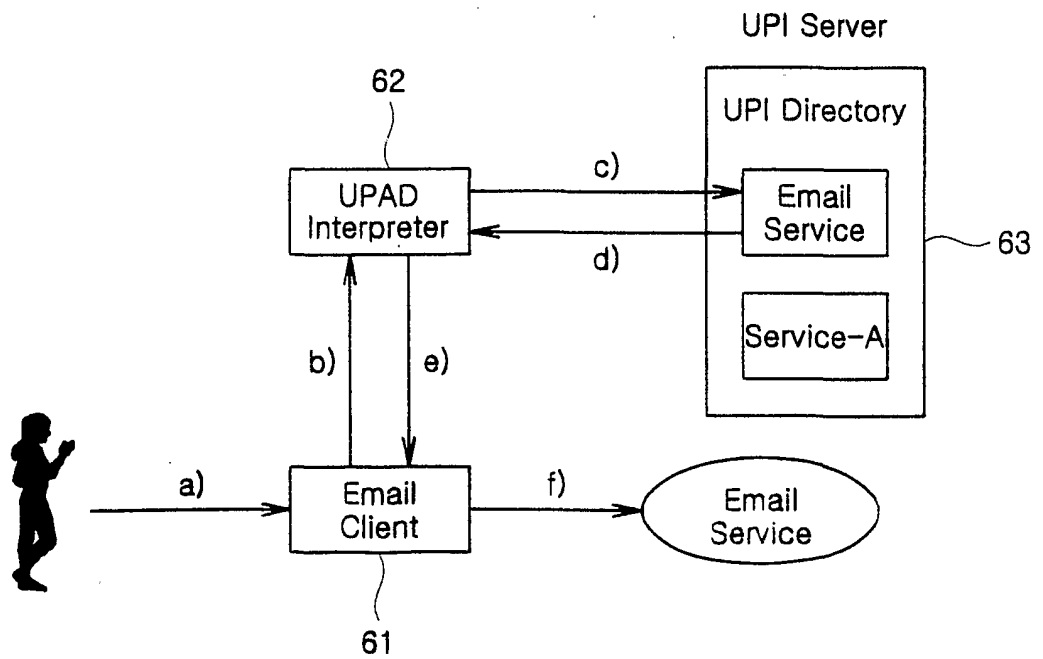 UPI Server
62
UPI Directory
c)
UPAD
Interpreter
Email
Service
d)
63
b)
e)
Service-A
a)
Email
Client
f)
Email
Service
61